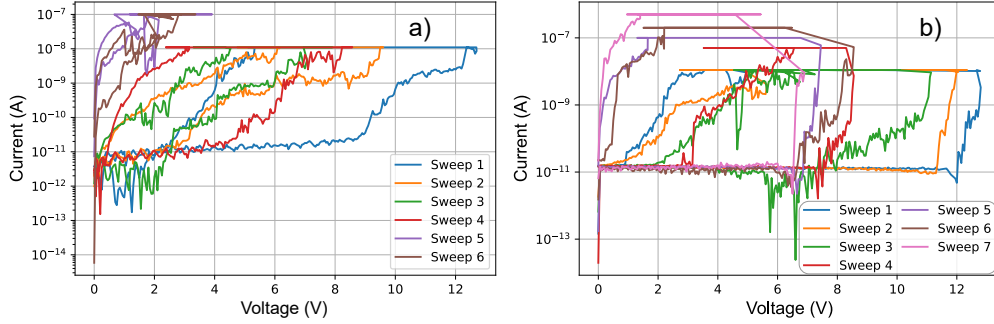 a)
Current (A)
10⁻⁷
10⁻⁸
10⁻⁹
10⁻¹⁰
10⁻¹¹
10⁻¹²
10⁻¹³
10⁻¹⁴
0 2 4 6 8 10 12
Voltage (V)
Sweep 1
Sweep 2
Sweep 3
Sweep 4
Sweep 5
Sweep 6
b)
Current (A)
10⁻⁷
10⁻⁹
10⁻¹¹
10⁻¹³
0 2 4 6 8 10 12
Voltage (V)
Sweep 1 Sweep 5
Sweep 2 Sweep 6
Sweep 3 Sweep 7
Sweep 4